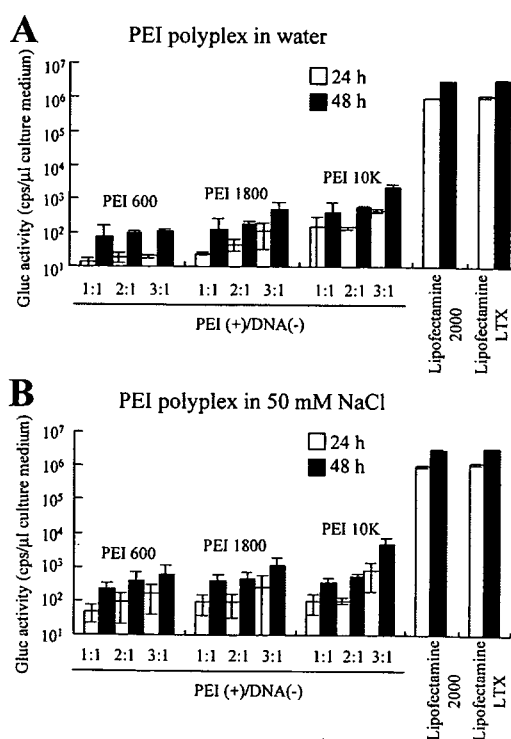 A
PEI polyplex in water
Gluc activity (cps/µl culture medium)
10⁷
10⁶
10⁵
10⁴
10³
10²
10¹
24 h
48 h
PEI 600
PEI 1800
PEI 10K
1:1 2:1 3:1 1:1 2:1 3:1 1:1 2:1 3:1
PEI (+)/DNA(-)
Lipofectamine
2000
Lipofectamine
LTX
B
PEI polyplex in 50 mM NaCl
Gluc activity (cps/µl culture medium)
10⁷
10⁶
10⁵
10⁴
10³
10²
10¹
24 h
48 h
PEI 600
PEI 1800
PEI 10K
1:1 2:1 3:1 1:1 2:1 3:1 1:1 2:1 3:1
PEI (+)/DNA(-)
Lipofectamine
2000
Lipofectamine
LTX